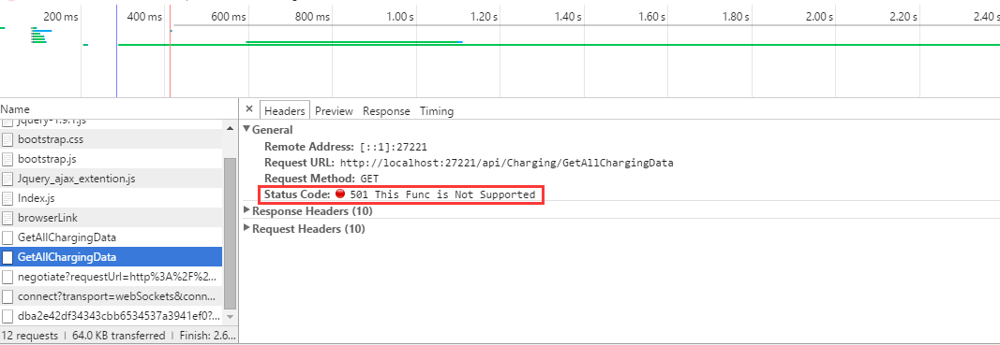 200 ms 400 ms 600 ms 800 ms 1.00 s 1.20 s 1.40 s 1.60 s 1.80 s 2.00 s 2.20 s 2.40 s
Name
jquery-1.9.1.js
bootstrap.css
bootstrap.js
Jquery_ajax_extention.js
Index.js
browserLink
GetAllChargingData
GetAllChargingData
negotiate?requestUrl=http%3A%2F%2...
connect?transport=webSockets&conn...
dba2e42df34343cbb6534537a3941ef0?...
12 requests | 64.0 KB transferred | Finish: 2.6...
× Headers Preview Response Timing
General
Remote Address: [::1]:27221
Request URL: http://localhost:27221/api/Charging/GetAllChargingData
Request Method: GET
Status Code: 501 This Func is Not Supported
Response Headers (10)
Request Headers (10)